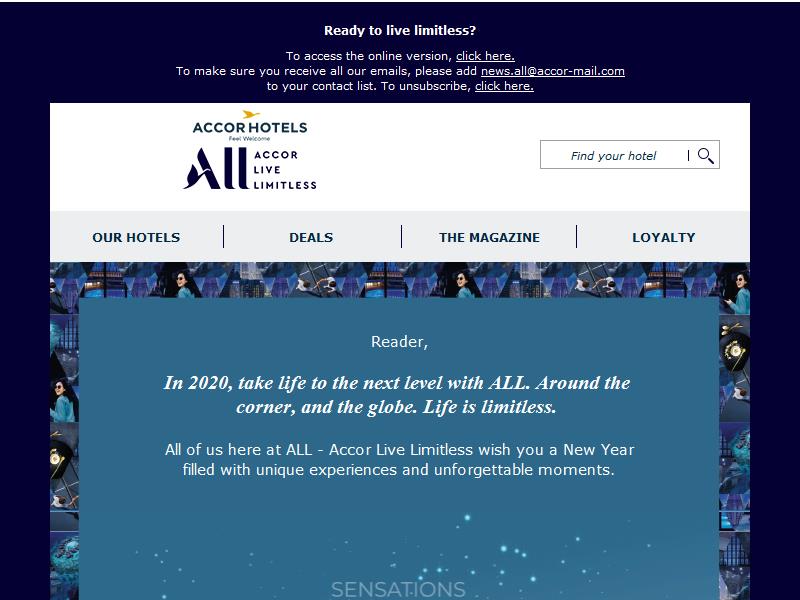 Ready to live limitless?
To access the online version, click here.
To make sure you receive all our emails, please add news.all@accor-mail.com
to your contact list. To unsubscribe, click here.
ACCOR HOTELS
Feel Welcome
All ACCOR
LIVE
LIMITLESS
Find your hotel
OUR HOTELS
DEALS
THE MAGAZINE
LOYALTY
Reader,
In 2020, take life to the next level with ALL. Around the
corner, and the globe. Life is limitless.
All of us here at ALL - Accor Live Limitless wish you a New Year
filled with unique experiences and unforgettable moments.
SENSATIONS